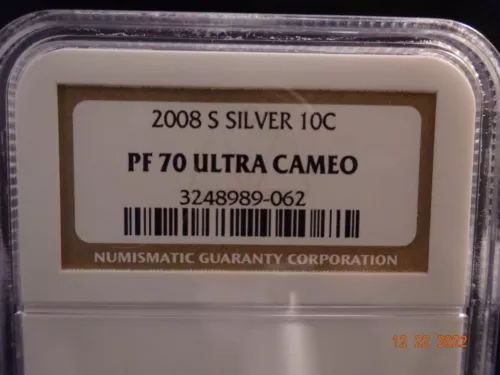 2008 S SILVER 10C
PF 70 ULTRA CAMEO
3248989-062
NUMISMATIC GUARANTY CORPORATION
12 22 2022